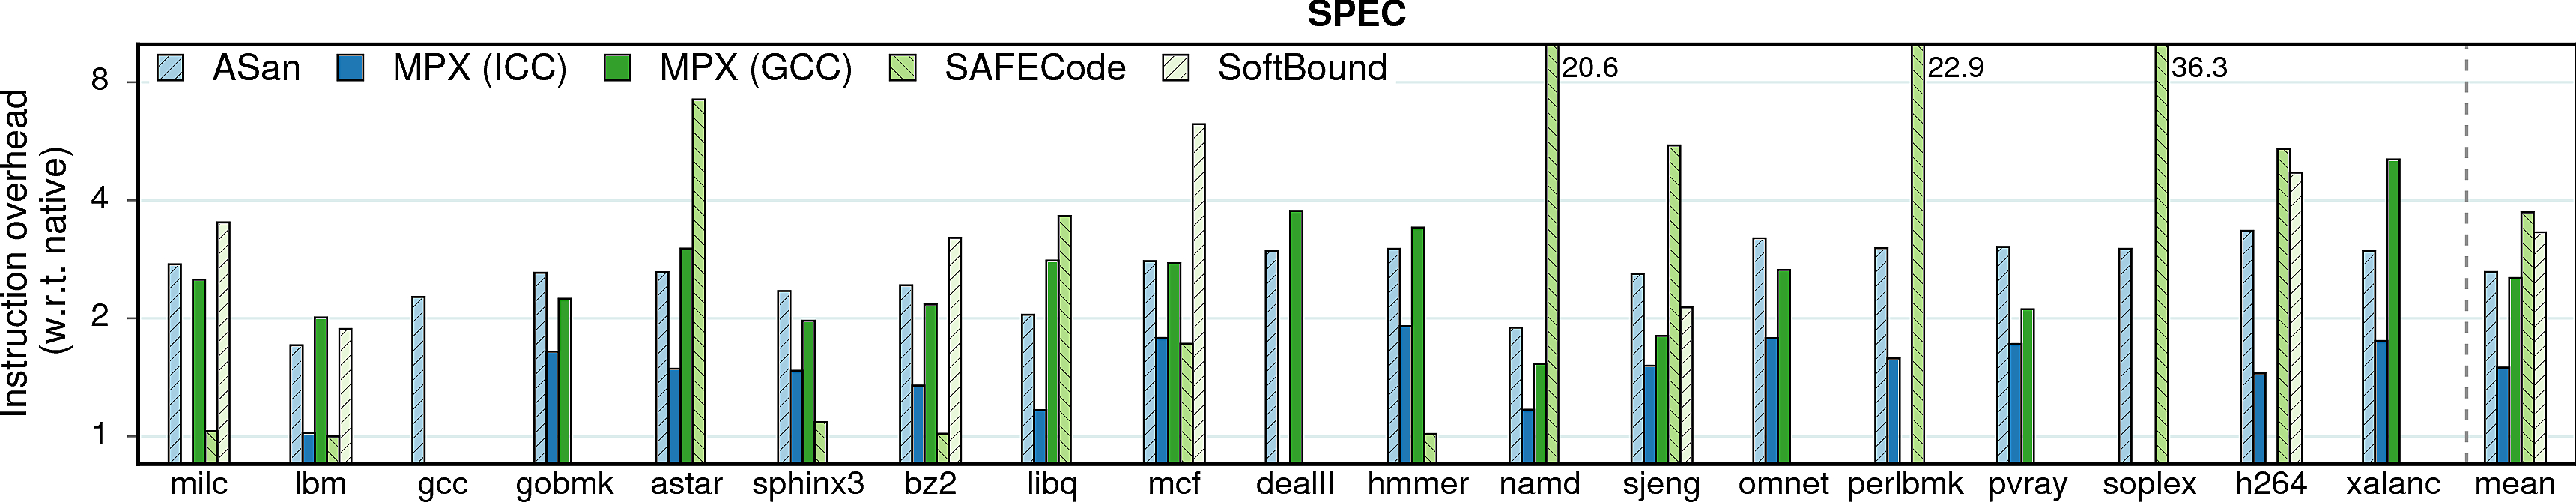 SPEC
ASan MPX (ICC) MPX (GCC) SAFECode SoftBound
20.6 22.9 36.3
Instruction overhead
(w.r.t. native)
8
4
2
1
milc lbm gcc gobmk astar sphinx3 bz2 libq mcf dealII hmmer namd sjeng omnet perlbmk pvray soplex h264 xalanc mean